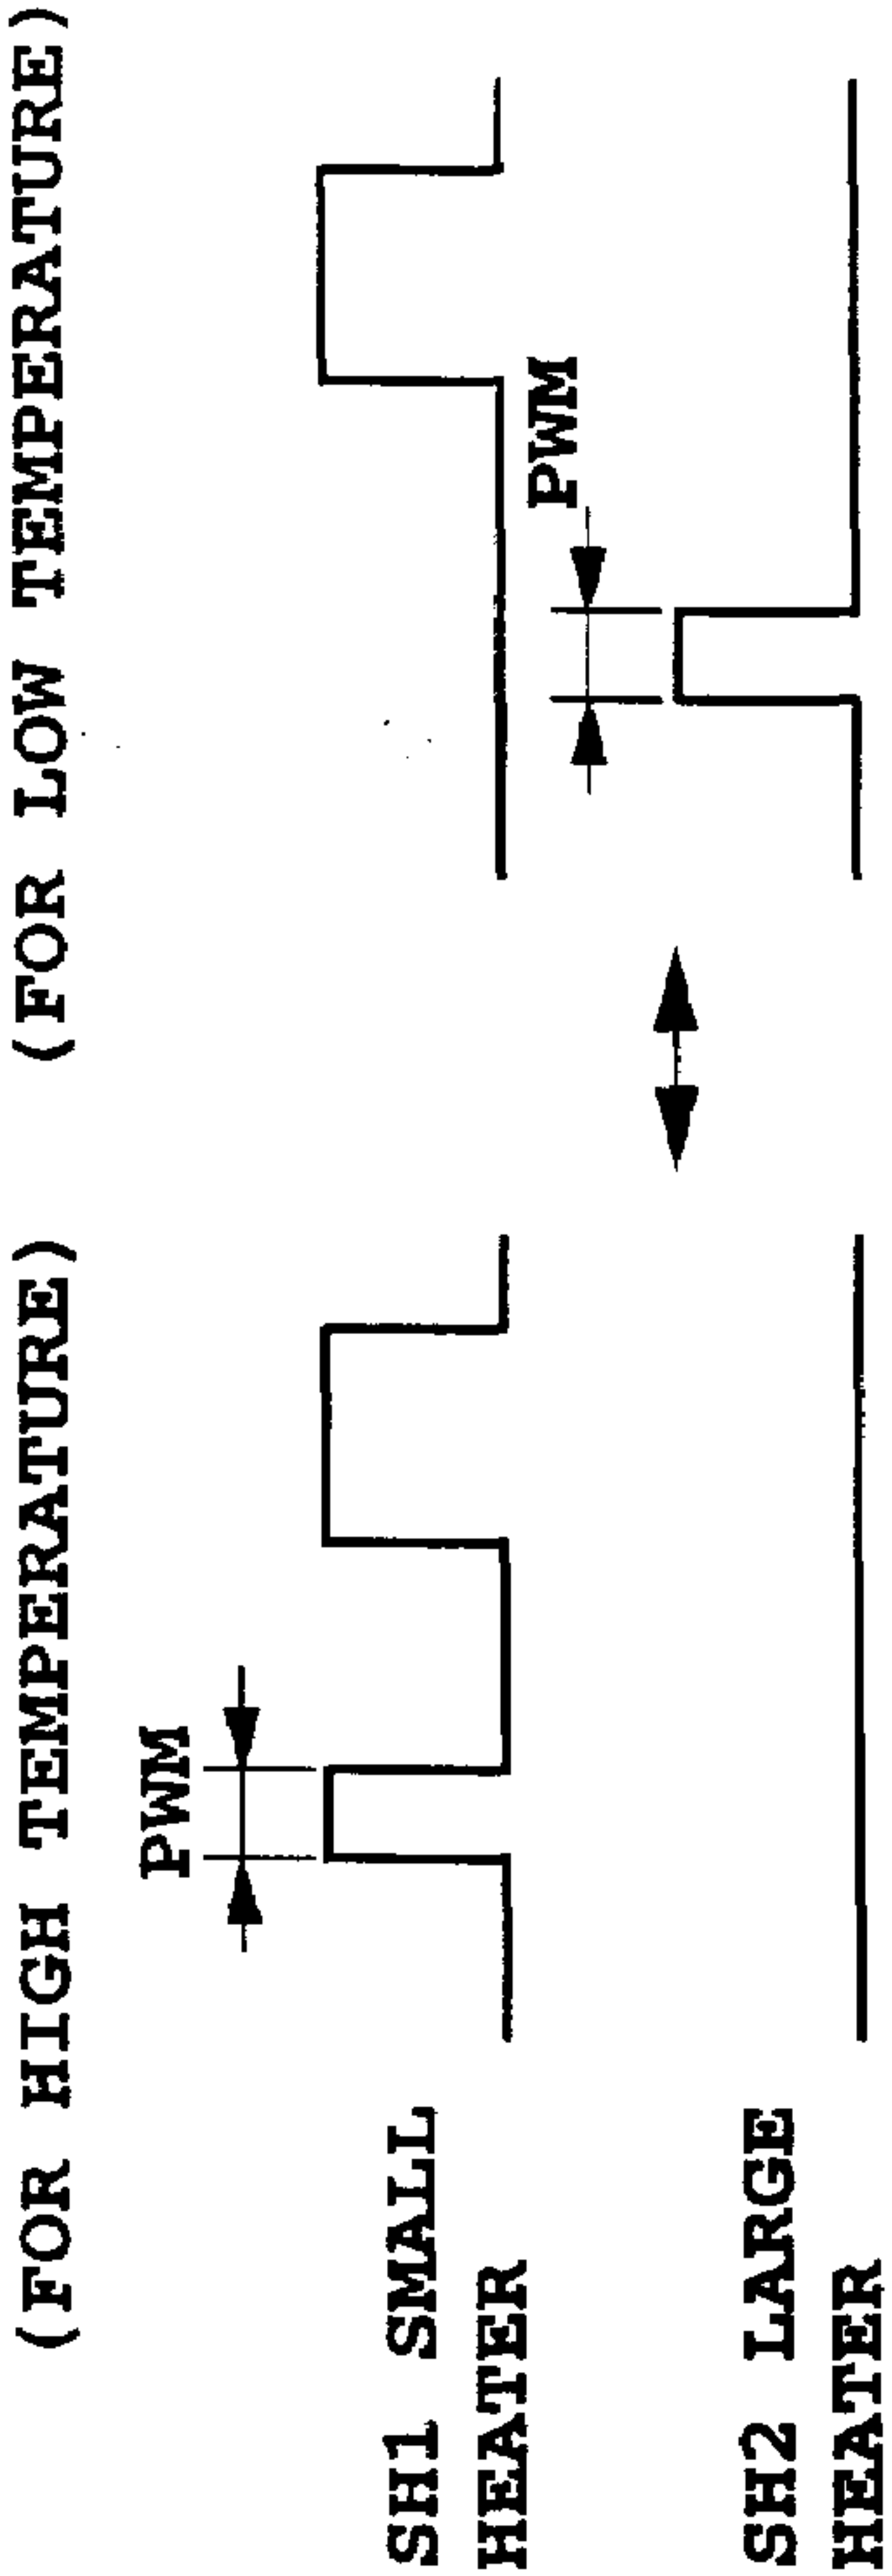 (FOR HIGH TEMPERATURE)
(FOR LOW TEMPERATURE)
PWM
SH1 SMALL
HEATER
PWM
SH2 LARGE
HEATER